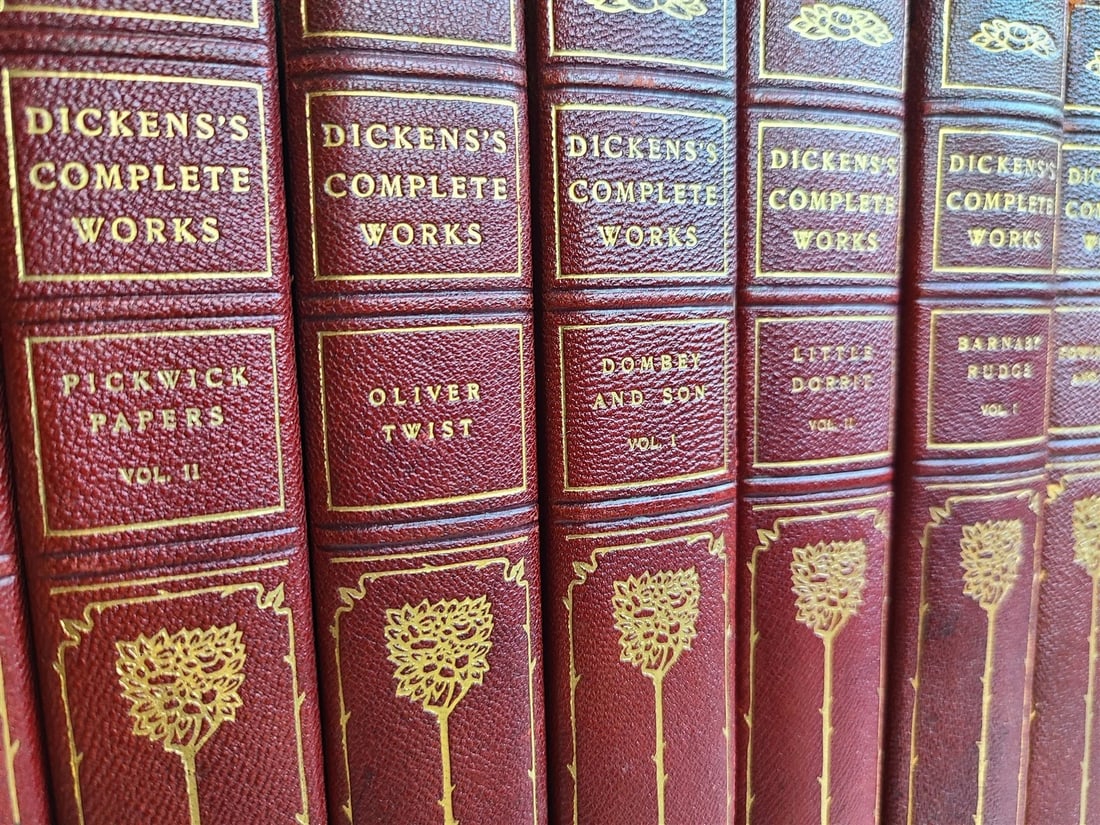 DICKENS'S
COMPLETE
WORKS
PICKWICK
PAPERS
VOL. II
DICKENS'S
COMPLETE
WORKS
OLIVER
TWIST
DICKENS'S
COMPLETE
WORKS
DOMBEY
AND SON
VOL. I
DICKENS'S
COMPLETE
WORKS
LITTLE
DORRIT
VOL. II
DICKENS'S
COMPLETE
WORKS
BARNABY
RUDGE
VOL. I